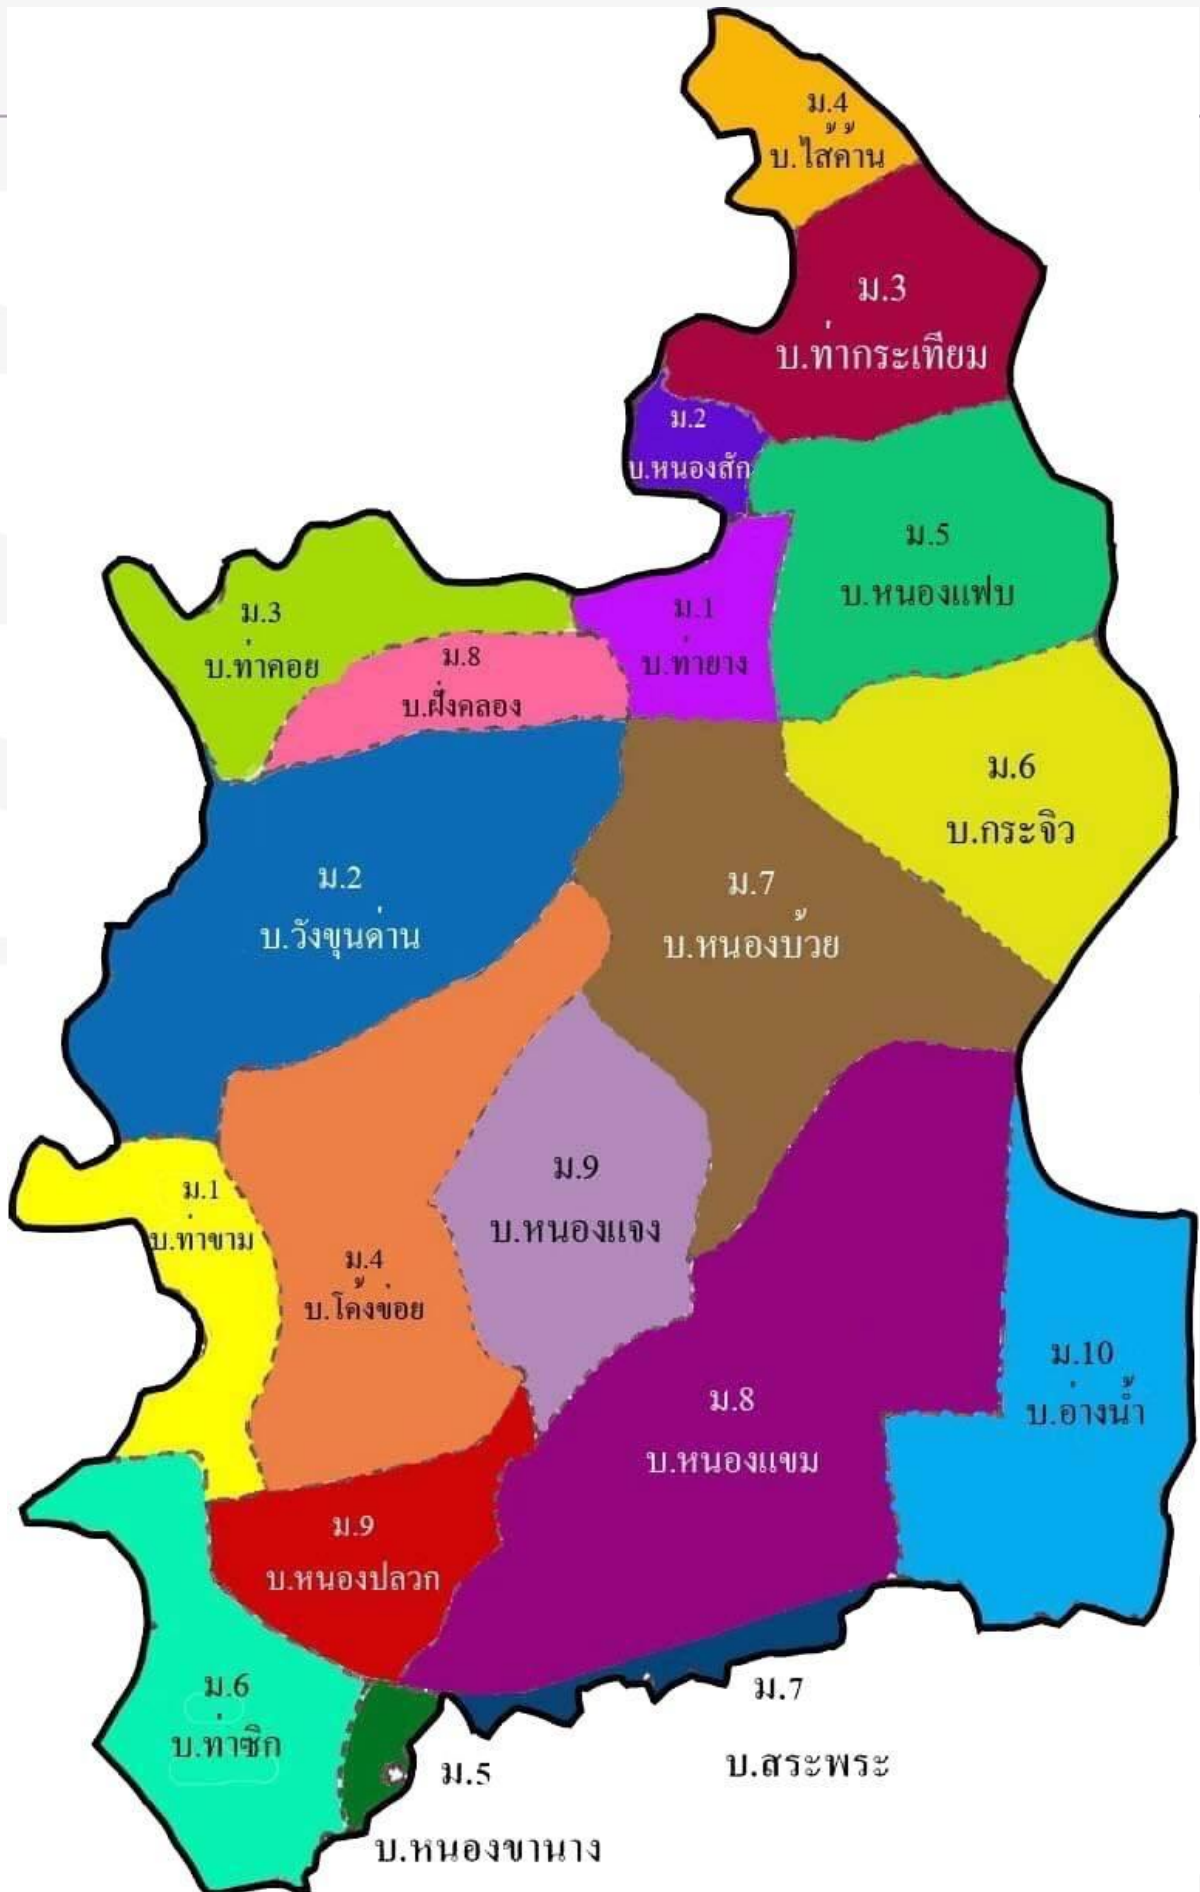 ม.4
บ.ไส้ค้าน
ม.3
บ.ท่ากระเทียม
ม.2
บ.หนองสัก
ม.5
บ.หนองแฟบ
ม.1
บ.ท่ายาง
ม.3
บ.ท่าคอย
ม.8
บ.ฝั่งคลอง
ม.6
บ.กระจิว
ม.2
บ.วังขุนด่าน
ม.7
บ.หนองบ้วย
ม.1
บ.ท่าขาม
ม.4
บ.โค้งข่อย
ม.9
บ.หนองแจง
ม.8
บ.หนองแขม
ม.10
บ.อ่างน้ำ
ม.9
บ.หนองปลวก
ม.6
บ.ท่าซิก
ม.7
บ.สระพระ
ม.5
บ.หนองขานาง